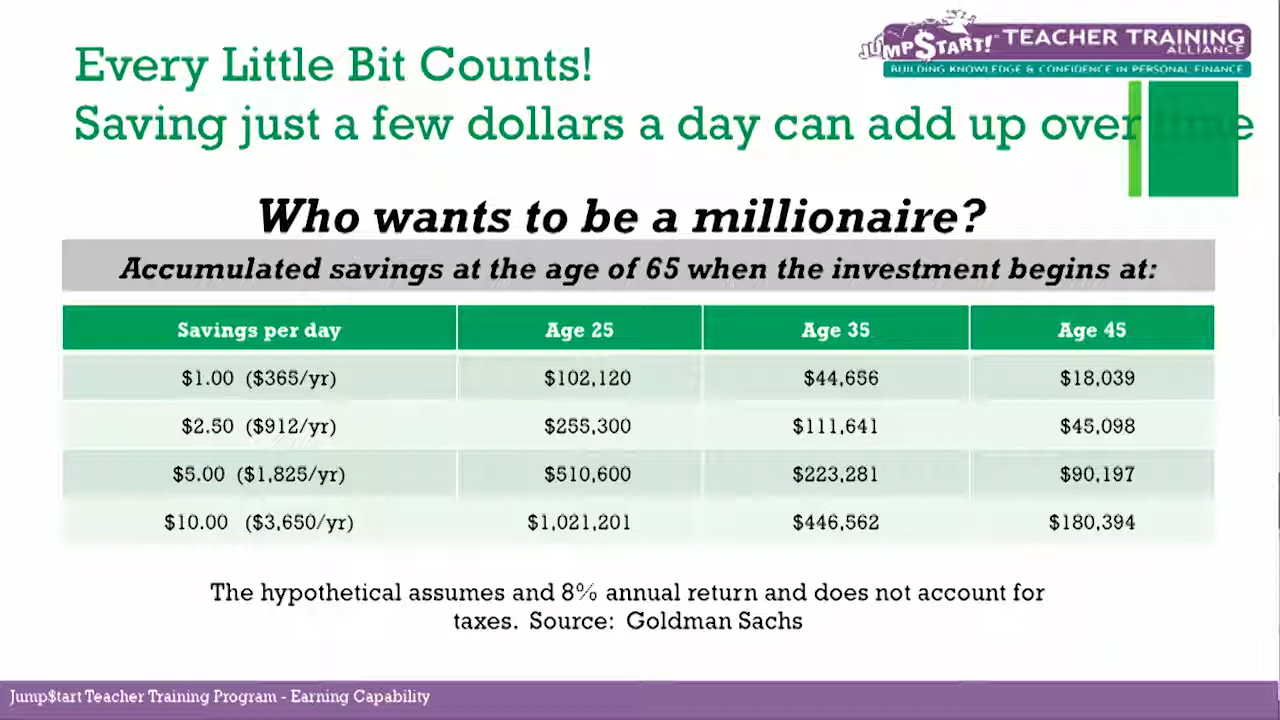 JUMP$TART! TEACHER TRAINING
ALLIANCE
BUILDING KNOWLEDGE & CONFIDENCE IN PERSONAL FINANCE
Every Little Bit Counts!
Saving just a few dollars a day can add up over time
Who wants to be a millionaire?
Accumulated savings at the age of 65 when the investment begins at:
Savings per day Age 25 Age 35 Age 45
$1.00 ($365/yr) $102,120 $44,656 $18,039
$2.50 ($912/yr) $255,300 $111,641 $45,098
$5.00 ($1,825/yr) $510,600 $223,281 $90,197
$10.00 ($3,650/yr) $1,021,201 $446,562 $180,394
The hypothetical assumes and 8% annual return and does not account for
taxes. Source: Goldman Sachs
Jump$tart Teacher Training Program - Earning Capability